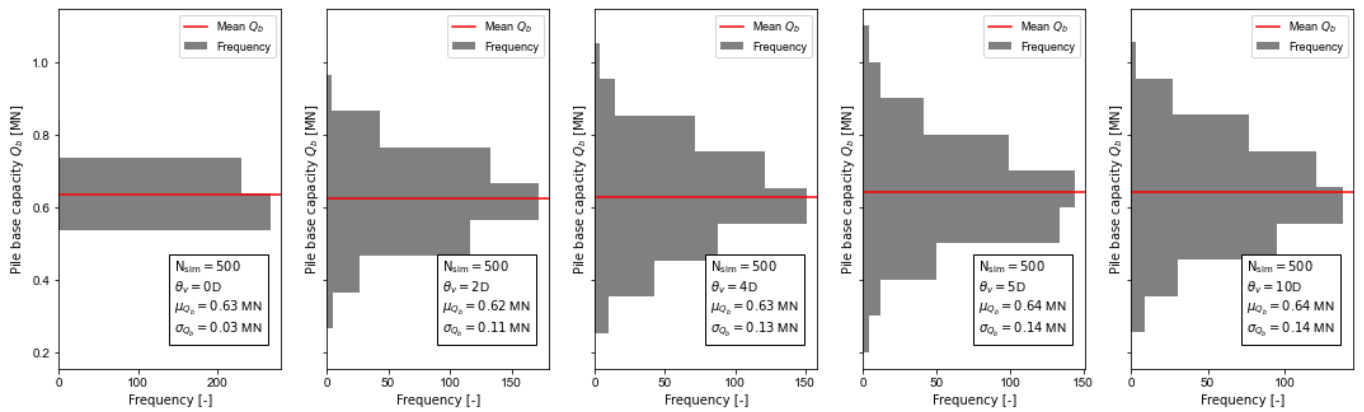 Pile base capacity Q_b [MN]
1.0
0.8
0.6
0.4
0.2
Mean Q_b
Frequency
N_sim = 500
θ_v = 0D
μ_Q_b = 0.63 MN
σ_Q_b = 0.03 MN
0 100 200
Frequency [-]
Pile base capacity Q_b [MN]
Mean Q_b
Frequency
N_sim = 500
θ_v = 2D
μ_Q_b = 0.62 MN
σ_Q_b = 0.11 MN
0 50 100 150
Frequency [-]
Pile base capacity Q_b [MN]
Mean Q_b
Frequency
N_sim = 500
θ_v = 4D
μ_Q_b = 0.63 MN
σ_Q_b = 0.13 MN
0 50 100 150
Frequency [-]
Pile base capacity Q_b [MN]
Mean Q_b
Frequency
N_sim = 500
θ_v = 5D
μ_Q_b = 0.64 MN
σ_Q_b = 0.14 MN
0 50 100 150
Frequency [-]
Pile base capacity Q_b [MN]
Mean Q_b
Frequency
N_sim = 500
θ_v = 10D
μ_Q_b = 0.64 MN
σ_Q_b = 0.14 MN
0 50 100
Frequency [-]